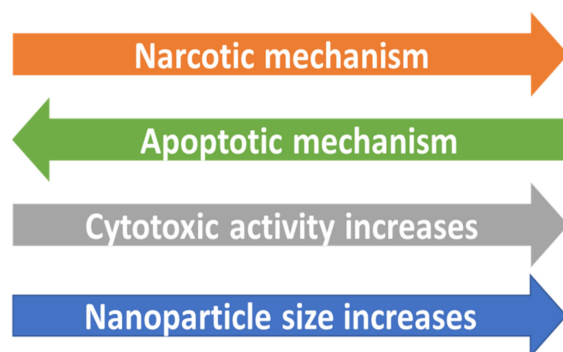 Narcotic mechanism
Apoptotic mechanism
Cytotoxic activity increases
Nanoparticle size increases